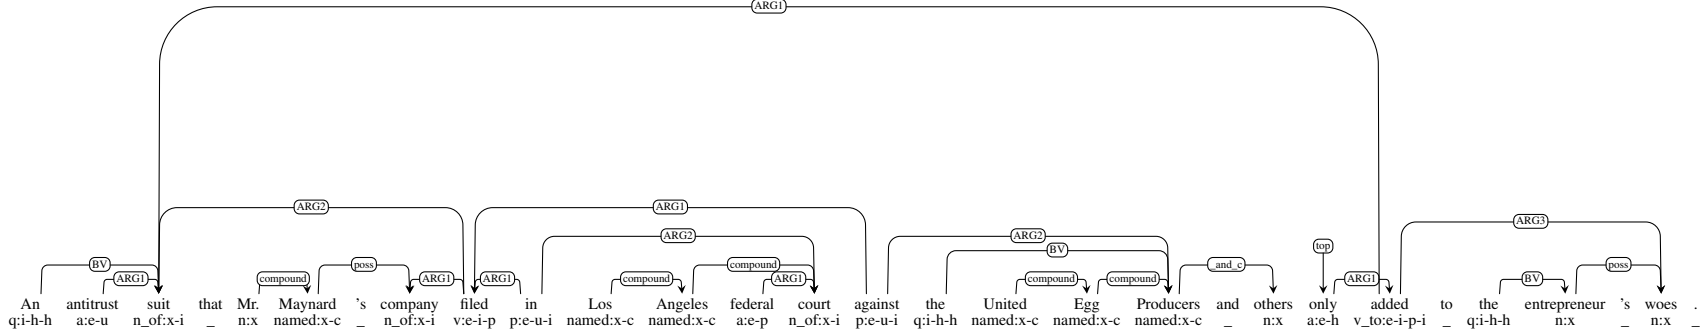 ARG1
ARG2 ARG1
ARG3
ARG2
top BV
BV poss compound _and_c BV poss
ARG1 compound ARG1 ARG1 compound ARG1 compound compound ARG1
An antitrust suit that Mr. Maynard 's company filed in Los Angeles federal court against the United Egg Producers and others only added to the entrepreneur 's woes .
q:i-h-h a:e-u n_of:x-i _ n:x named:x-c _ n_of:x-i v:e-i-p p:e-u-i named:x-c named:x-c a:e-p n_of:x-i p:e-u-i q:i-h-h named:x-c named:x-c named:x-c _ n:x a:e-h v_to:e-i-p-i _ q:i-h-h n:x _ n:x _